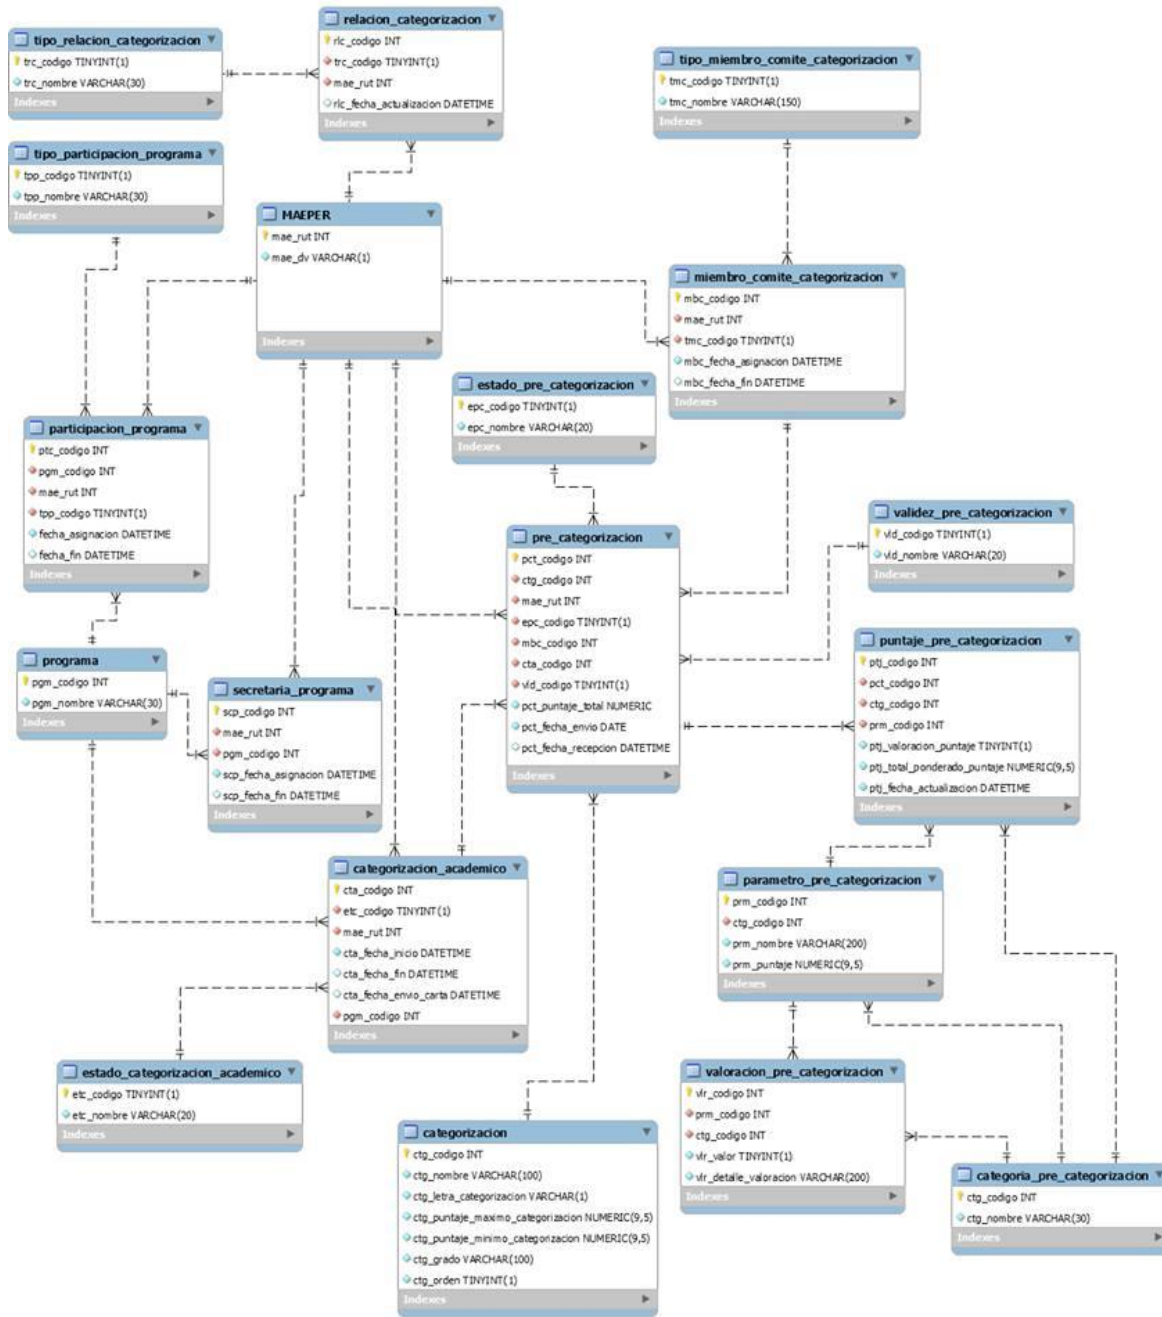 tipo_relacion_categorizacion
trc_codigo TINYINT(1)
trc_nombre VARCHAR(30)
Indexes
relacion_categorizacion
rlc_codigo INT
trc_codigo TINYINT(1)
mae_rut INT
rlc_fecha_actualizacion DATETIME
Indexes
tipo_miembro_comite_categorizacion
tmc_codigo TINYINT(1)
tmc_nombre VARCHAR(150)
Indexes
tipo_participacion_programa
tpp_codigo TINYINT(1)
tpp_nombre VARCHAR(30)
Indexes
MAEPER
mae_rut INT
mae_dv VARCHAR(1)
Indexes
miembro_comite_categorizacion
mbc_codigo INT
mae_rut INT
tmc_codigo TINYINT(1)
mbc_fecha_asignacion DATETIME
mbc_fecha_fin DATETIME
Indexes
estado_pre_categorizacion
epc_codigo TINYINT(1)
epc_nombre VARCHAR(20)
Indexes
participacion_programa
ptc_codigo INT
pgm_codigo INT
mae_rut INT
tpp_codigo TINYINT(1)
fecha_asignacion DATETIME
fecha_fin DATETIME
Indexes
pre_categorizacion
pct_codigo INT
ctg_codigo INT
mae_rut INT
epc_codigo TINYINT(1)
mbc_codigo INT
cta_codigo INT
vld_codigo TINYINT(1)
pct_puntaje_total NUMERIC
pct_fecha_envio DATE
pct_fecha_recepcion DATETIME
Indexes
validez_pre_categorizacion
vld_codigo TINYINT(1)
vld_nombre VARCHAR(20)
Indexes
puntaje_pre_categorizacion
ptj_codigo INT
pct_codigo INT
ctg_codigo INT
prm_codigo INT
ptj_valoracion_puntaje TINYINT(1)
ptj_total_ponderado_puntaje NUMERIC(9,5)
ptj_fecha_actualizacion DATETIME
Indexes
programa
pgm_codigo INT
pgm_nombre VARCHAR(30)
Indexes
secretaria_programa
scp_codigo INT
mae_rut INT
pgm_codigo INT
scp_fecha_asignacion DATETIME
scp_fecha_fin DATETIME
Indexes
categorizacion_academico
cta_codigo INT
etc_codigo TINYINT(1)
mae_rut INT
cta_fecha_inicio DATETIME
cta_fecha_fin DATETIME
cta_fecha_envio_carta DATETIME
pgm_codigo INT
Indexes
parametro_pre_categorizacion
prm_codigo INT
ctg_codigo INT
prm_nombre VARCHAR(200)
prm_puntaje NUMERIC(9,5)
Indexes
estado_categorizacion_academico
etc_codigo TINYINT(1)
etc_nombre VARCHAR(20)
Indexes
valoracion_pre_categorizacion
vlr_codigo INT
prm_codigo INT
ctg_codigo INT
vlr_valor TINYINT(1)
vlr_detalle_valoracion VARCHAR(200)
Indexes
categorizacion
ctg_codigo INT
ctg_nombre VARCHAR(100)
ctg_letra_categorizacion VARCHAR(1)
ctg_puntaje_maximo_categorizacion NUMERIC(9,5)
ctg_puntaje_minimo_categorizacion NUMERIC(9,5)
ctg_grado VARCHAR(100)
ctg_orden TINYINT(1)
Indexes
categoria_pre_categorizacion
ctg_codigo INT
ctg_nombre VARCHAR(30)
Indexes